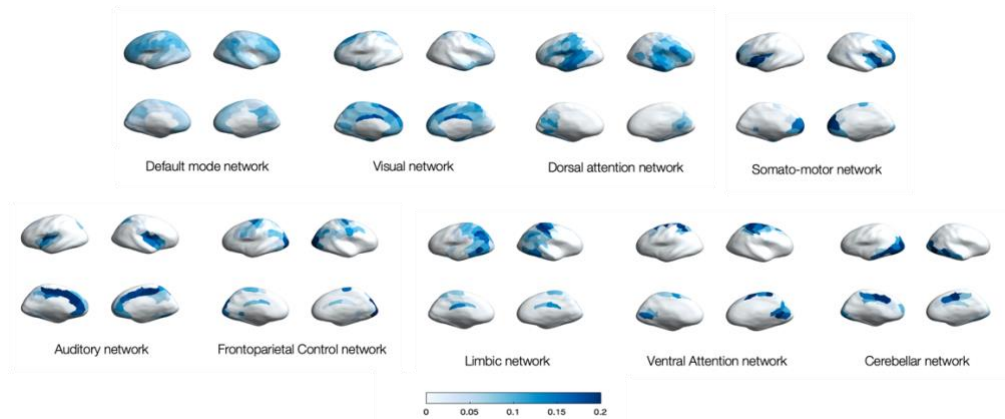 Default mode network
Visual network
Dorsal attention network
Somato-motor network
Auditory network
Frontoparietal Control network
Limbic network
Ventral Attention network
Cerebellar network
0 0.05 0.1 0.15 0.2